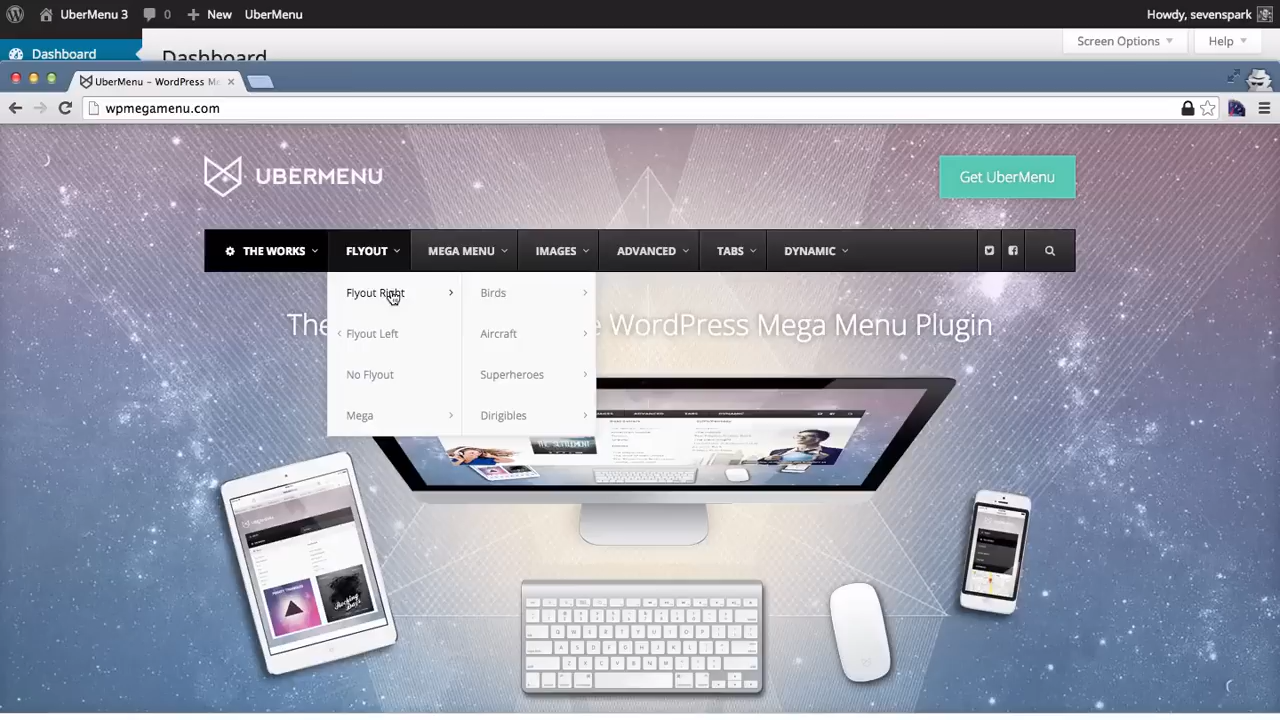 UberMenu 3 0 New UberMenu Howdy, sevenspark
Dashboard Dashboard Screen Options Help
UberMenu – WordPress Me
wpmegamenu.com
UBERMENU Get UberMenu
THE WORKS FLYOUT MEGA MENU IMAGES ADVANCED TABS DYNAMIC
Flyout Right Birds
The WordPress Mega Menu Plugin
Flyout Left Aircraft
No Flyout Superheroes
Mega Dirigibles